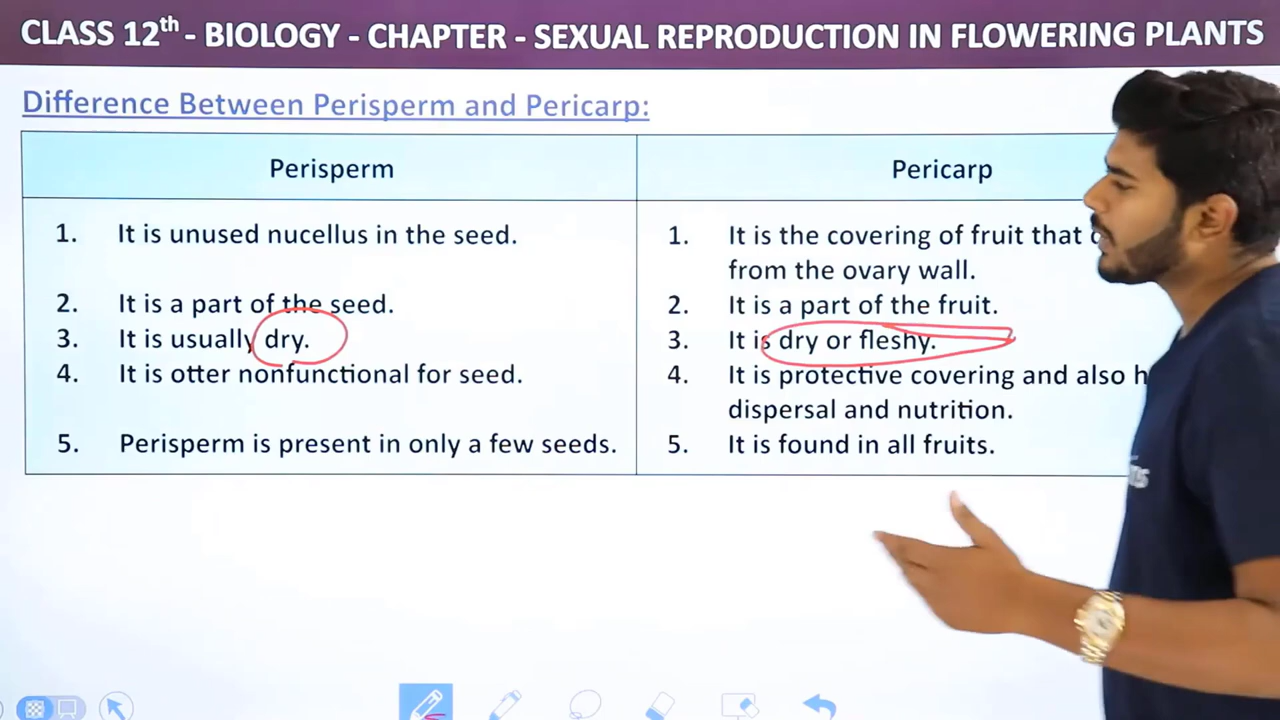 CLASS 12th - BIOLOGY - CHAPTER - SEXUAL REPRODUCTION IN FLOWERING PLANTS
Difference Between Perisperm and Pericarp:
Perisperm
Pericarp
1. It is unused nucellus in the seed.
2. It is a part of the seed.
3. It is usually dry.
4. It is otter nonfunctional for seed.
5. Perisperm is present in only a few seeds.
1. It is the covering of fruit that
from the ovary wall.
2. It is a part of the fruit.
3. It is dry or fleshy.
4. It is protective covering and also
dispersal and nutrition.
5. It is found in all fruits.